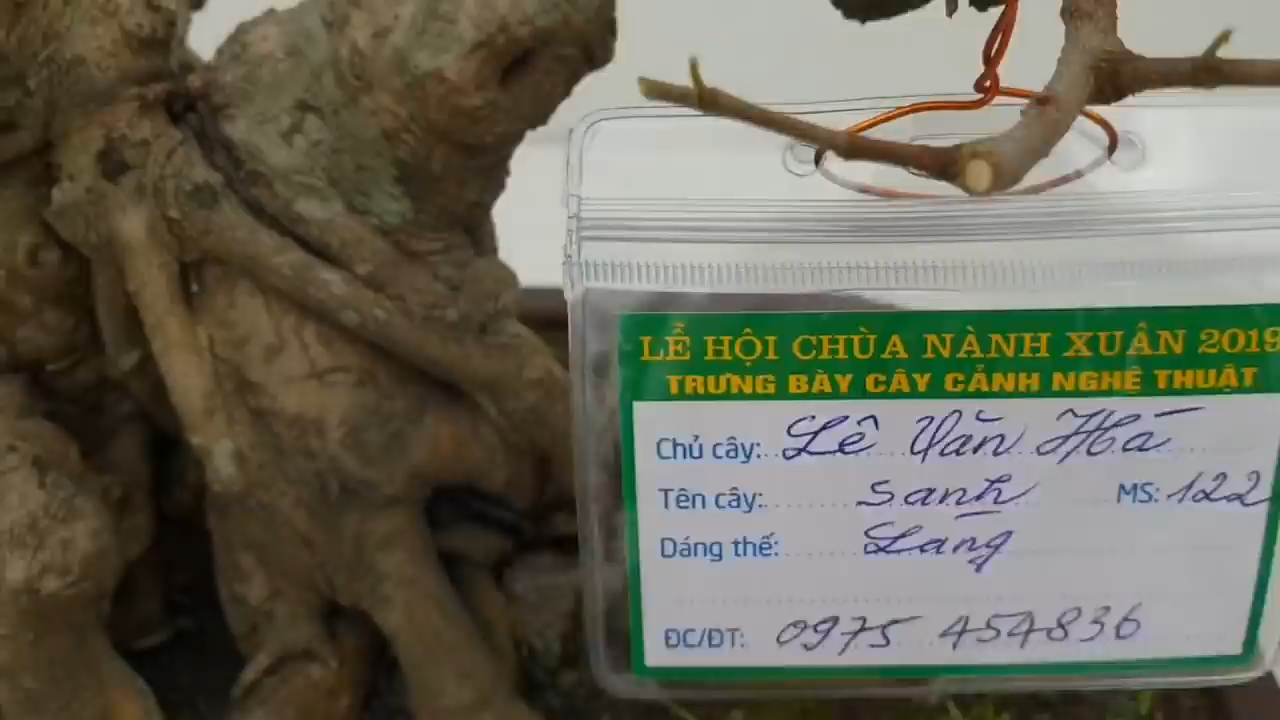 LỄ HỘI CHÙA NÀNH XUÂN 2019
TRƯNG BÀY CÂY CẢNH NGHỆ THUẬT
Chủ cây: Lê Văn Há
Tên cây: Sanh MS: 122
Dáng thế: Lang
ĐC/ĐT: 0975 454836